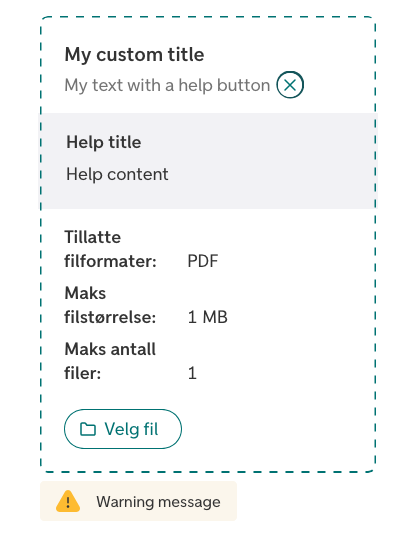 My custom title
My text with a help button
Help title
Help content
Tillatte
filformater: PDF
Maks
filstørrelse: 1 MB
Maks antall
filer: 1
Velg fil
Warning message